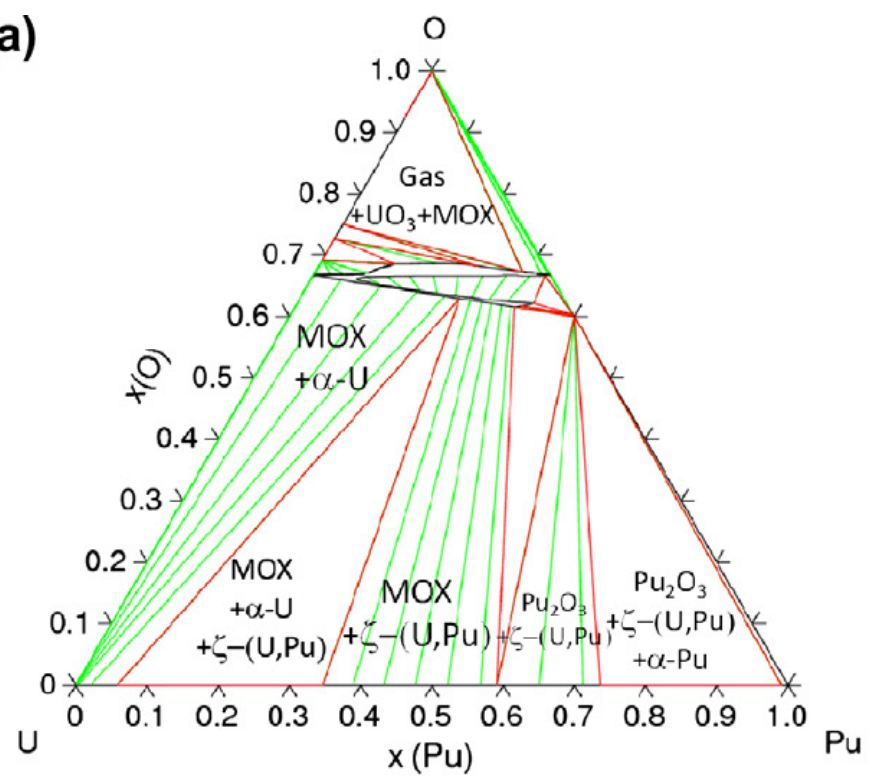 a)
O
1.0
0.9
0.8
Gas
+UO₃+MOX
0.7
0.6
MOX
+α-U
x(O)
0.5
0.4
0.3
0.2
MOX
+α-U
+ζ−(U,Pu)
MOX
+ζ−(U,Pu)
Pu₂O₃
+ζ−(U,Pu)
Pu₂O₃
+ζ−(U,Pu)
+α-Pu
0.1
0
0 0.1 0.2 0.3 0.4 0.5 0.6 0.7 0.8 0.9 1.0
U x (Pu) Pu